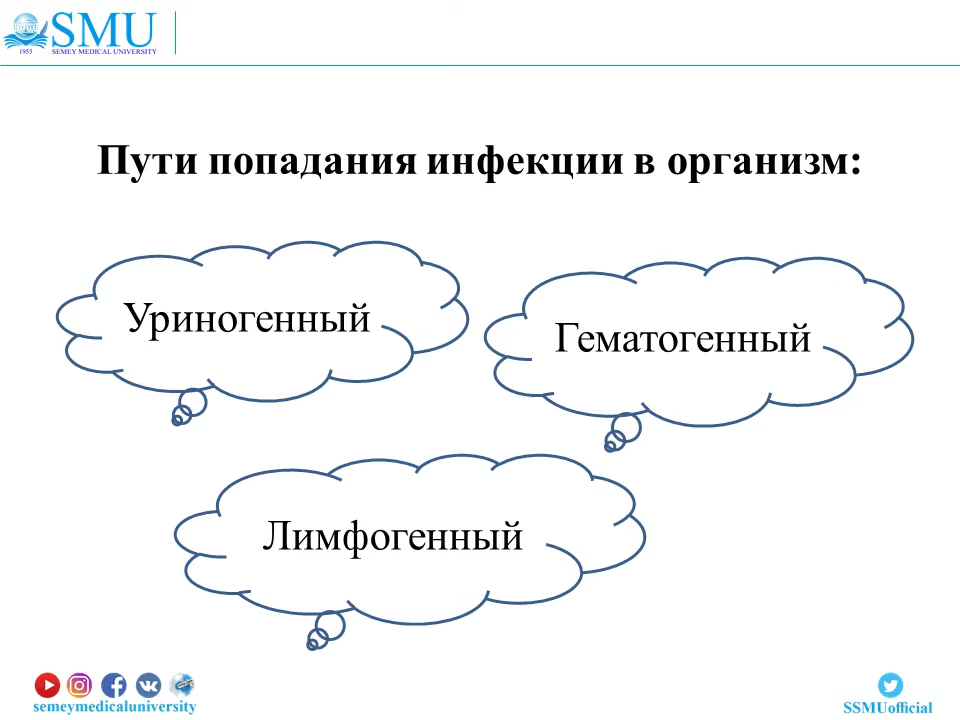 SMU
1953 SEMEY MEDICAL UNIVERSITY
Пути попадания инфекции в организм:
Уриногенный
Гематогенный
Лимфогенный
semeymedicaluniversity
SSMUofficial